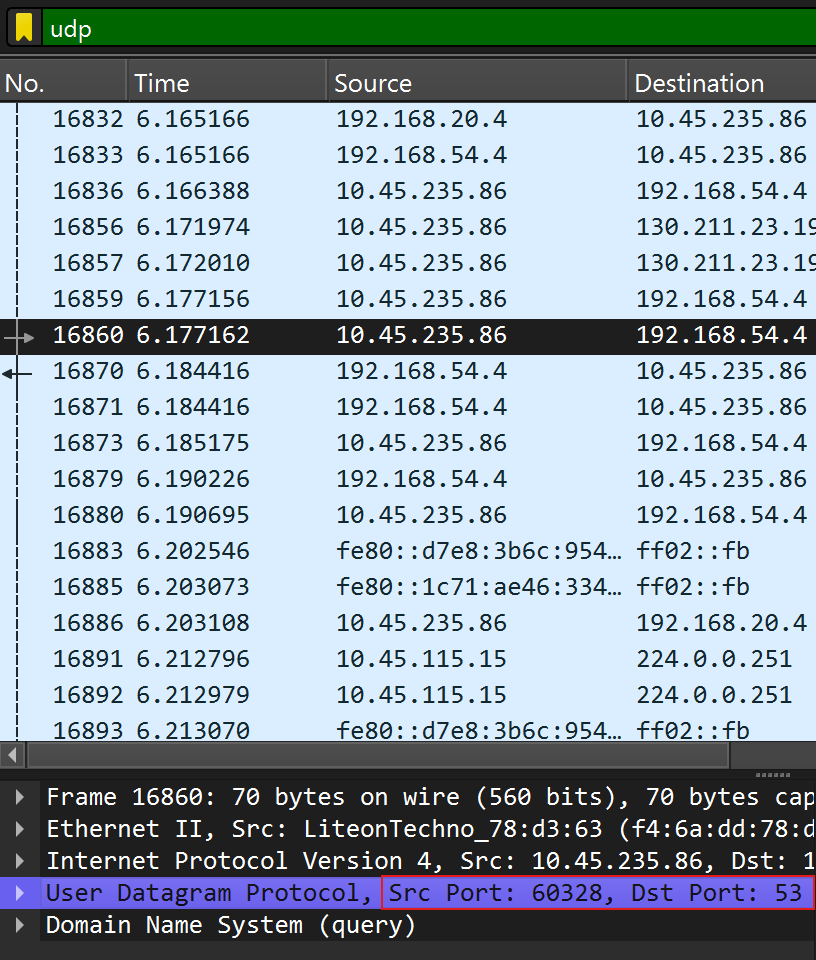 udp
No. Time Source Destination
16832 6.165166 192.168.20.4 10.45.235.86
16833 6.165166 192.168.54.4 10.45.235.86
16836 6.166388 10.45.235.86 192.168.54.4
16856 6.171974 10.45.235.86 130.211.23.19
16857 6.172010 10.45.235.86 130.211.23.19
16859 6.177156 10.45.235.86 192.168.54.4
16860 6.177162 10.45.235.86 192.168.54.4
16870 6.184416 192.168.54.4 10.45.235.86
16871 6.184416 192.168.54.4 10.45.235.86
16873 6.185175 10.45.235.86 192.168.54.4
16879 6.190226 192.168.54.4 10.45.235.86
16880 6.190695 10.45.235.86 192.168.54.4
16883 6.202546 fe80::d7e8:3b6c:954… ff02::fb
16885 6.203073 fe80::1c71:ae46:334… ff02::fb
16886 6.203108 10.45.235.86 192.168.20.4
16891 6.212796 10.45.115.15 224.0.0.251
16892 6.212979 10.45.115.15 224.0.0.251
16893 6.213070 fe80::d7e8:3b6c:954… ff02::fb
Frame 16860: 70 bytes on wire (560 bits), 70 bytes cap
Ethernet II, Src: LiteonTechno_78:d3:63 (f4:6a:dd:78:d
Internet Protocol Version 4, Src: 10.45.235.86, Dst: 1
User Datagram Protocol, Src Port: 60328, Dst Port: 53
Domain Name System (query)